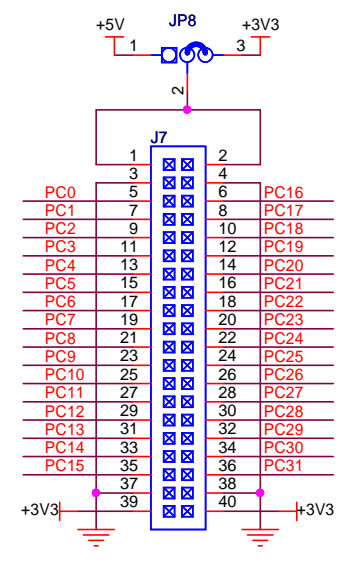 JP8
+5V +3V3
1 3
2
J7
1 2
3 4
PC0 5 6 PC16
PC1 7 8 PC17
PC2 9 10 PC18
PC3 11 12 PC19
PC4 13 14 PC20
PC5 15 16 PC21
PC6 17 18 PC22
PC7 19 20 PC23
PC8 21 22 PC24
PC9 23 24 PC25
PC10 25 26 PC26
PC11 27 28 PC27
PC12 29 30 PC28
PC13 31 32 PC29
PC14 33 34 PC30
PC15 35 36 PC31
37 38
+3V3 39 40 +3V3